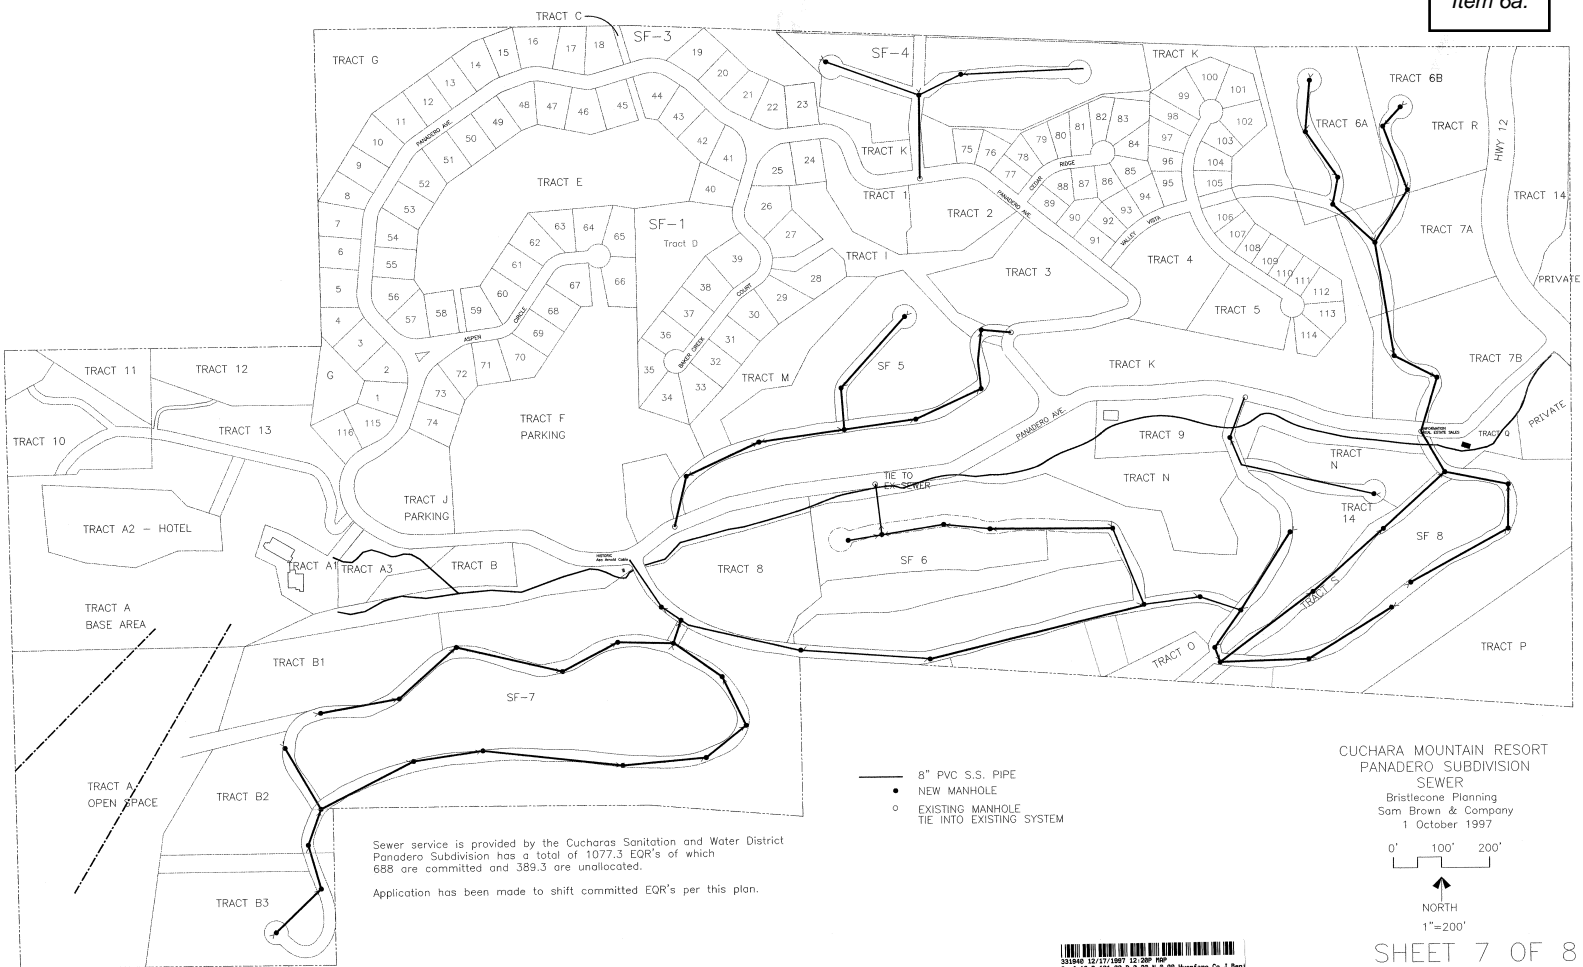 Item 6a.
TRACT C
SF-3
TRACT G
15
16
17
18
19
20
21
22
23
14
13
12
11
10
9
8
7
6
5
4
3
2
1
G
PANADERO AVE.
48
47
46
45
44
43
42
41
40
49
50
51
52
53
54
55
56
57
58
59
60
61
62
63
64
65
66
67
68
69
70
71
72
73
74
115
116
TRACT E
ASPEN
CIRCLE
SF-1
Tract D
24
25
26
27
28
29
30
31
32
33
34
35
36
37
38
39
BAKER CREEK
COURT
SF-4
TRACT K
TRACT K
TRACT 1
TRACT 2
TRACT I
TRACT 3
TRACT 4
TRACT 5
75
76
77
78
79
80
81
82
83
84
85
86
87
88
89
90
91
92
93
94
95
96
97
98
99
100
101
102
103
104
105
106
107
108
109
110
111
112
113
114
CEDAR
RIDGE
PANADERO AVE.
VALLEY
VISTA
TRACT 6B
TRACT 6A
TRACT R
HWY 12
TRACT 14
TRACT 7A
PRIVATE
TRACT 7B
PRIVATE
TRACT Q
TRACT K
SF 5
TRACT M
TRACT 11
TRACT 12
TRACT 10
TRACT 13
TRACT F
PARKING
TRACT J
PARKING
TRACT A2 - HOTEL
TRACT A1
TRACT A3
TRACT B
TRACT A
BASE AREA
PANADERO AVE.
TIE TO
EX SEWER
TRACT 9
TRACT N
TRACT
N
TRACT
14
INFORMATION
REAL ESTATE SALES
HISTORIC
TRACT 8
SF 6
SF 8
TRACT S
TRACT O
TRACT P
TRACT B1
SF-7
TRACT A
OPEN SPACE
TRACT B2
TRACT B3
8" PVC S.S. PIPE
NEW MANHOLE
EXISTING MANHOLE
TIE INTO EXISTING SYSTEM
Sewer service is provided by the Cucharas Sanitation and Water District
Panadero Subdivision has a total of 1077.3 EQR's of which
688 are committed and 389.3 are unallocated.
Application has been made to shift committed EQR's per this plan.
CUCHARA MOUNTAIN RESORT
PANADERO SUBDIVISION
SEWER
Bristlecone Planning
Sam Brown & Company
1 October 1997
0' 100' 200'
NORTH
1"=200'
SHEET 7 OF 8
331940 12/17/1997 12:20P MAP